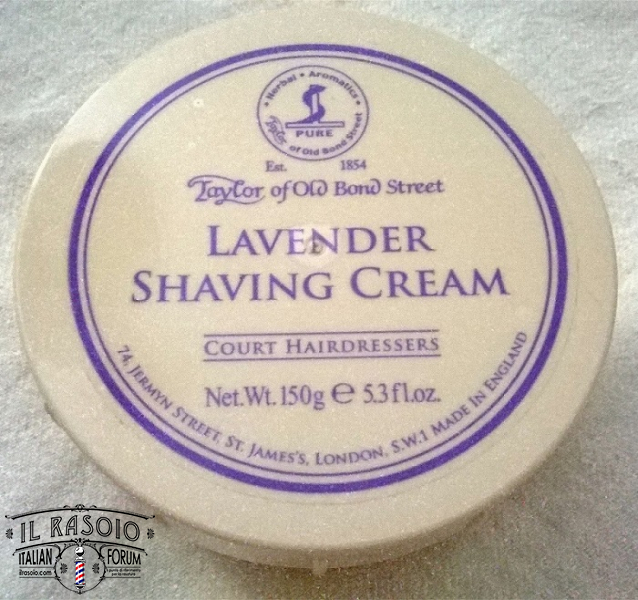 Herbal • Aromatics
PURE
Taylor of Old Bond Street
Est. 1854
Taylor of Old Bond Street
LAVENDER
SHAVING CREAM
COURT HAIRDRESSERS
Net.Wt.150g ℮ 5.3fl.oz.
74, JERMYN STREET, ST. JAMES'S, LONDON, S.W.1 MADE IN ENGLAND
IL RASOIO
ITALIAN FORUM
ilrasoio.com